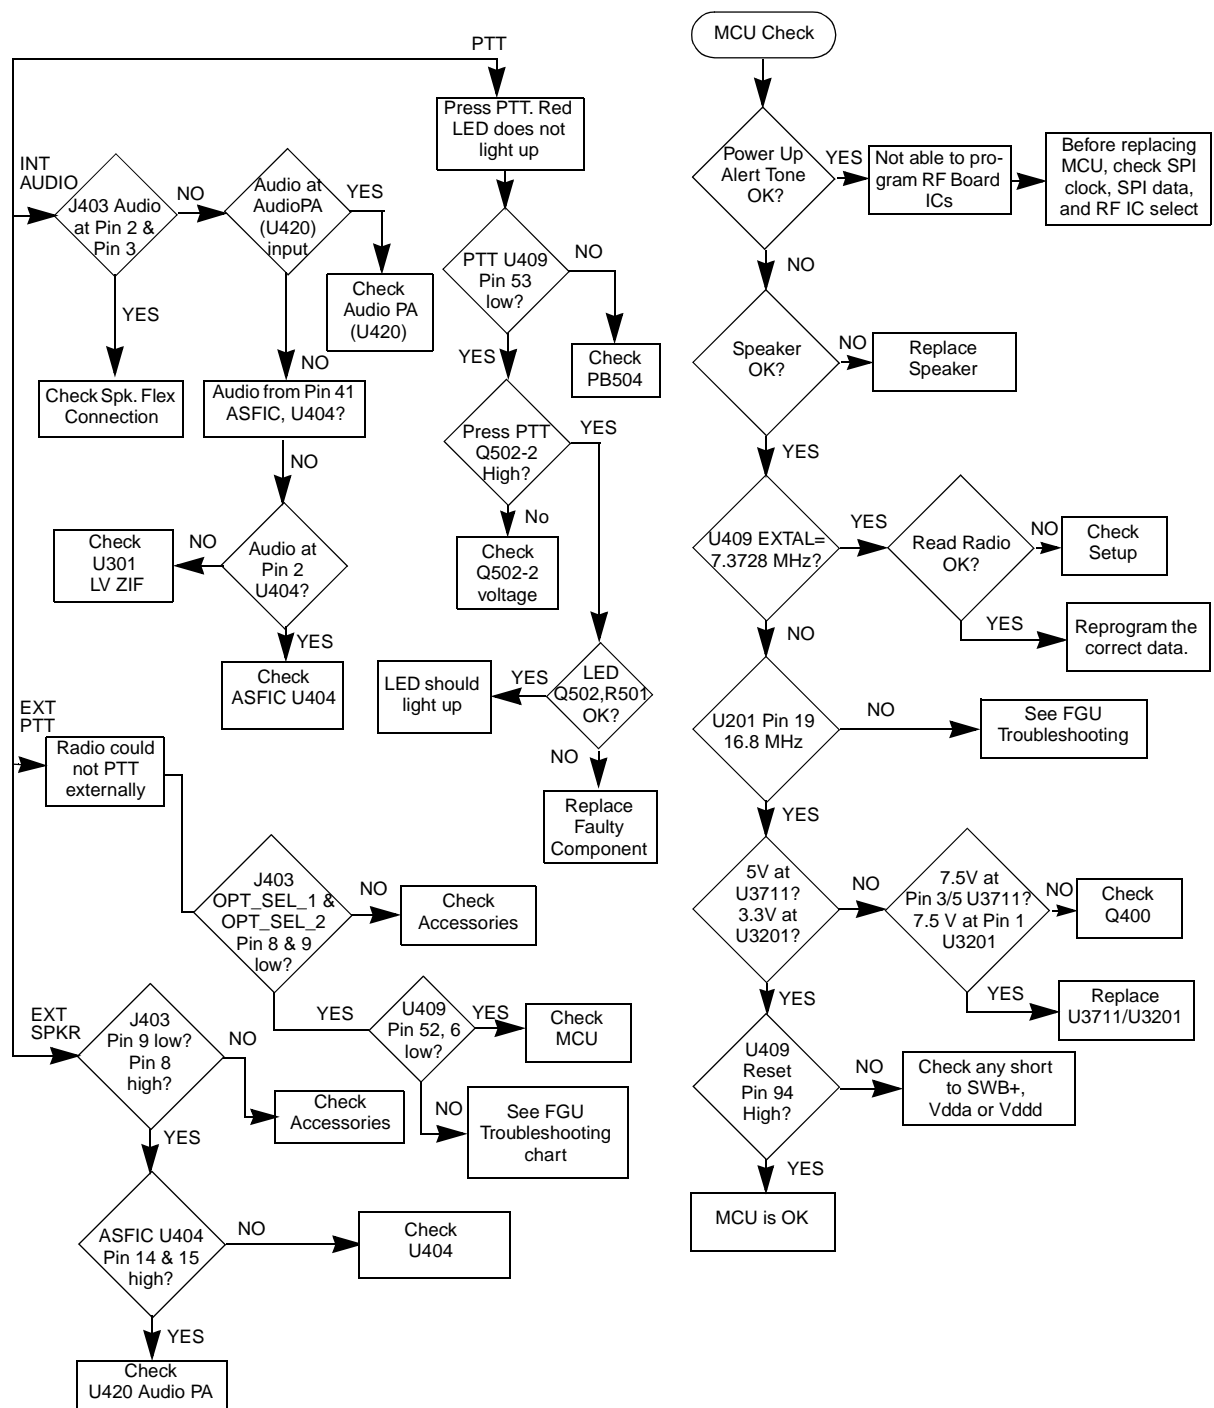 PTT
Press PTT. Red
LED does not
light up
INT
AUDIO
J403 Audio
at Pin 2 &
Pin 3
NO
Audio at
AudioPA
(U420)
input
YES
Check
Audio PA
(U420)
YES
Check Spk. Flex
Connection
NO
Audio from Pin 41
ASFIC, U404?
NO
Audio at
Pin 2
U404?
NO
Check
U301
LV ZIF
YES
Check
ASFIC U404
PTT U409
Pin 53
low?
NO
Check
PB504
YES
Press PTT
Q502-2
High?
YES
No
Check
Q502-2
voltage
LED
Q502,R501
OK?
YES
LED should
light up
NO
Replace
Faulty
Component
EXT
PTT
Radio could
not PTT
externally
J403
OPT_SEL_1 &
OPT_SEL_2
Pin 8 & 9
low?
NO
Check
Accessories
YES
U409
Pin 52, 6
low?
YES
Check
MCU
NO
See FGU
Troubleshooting
chart
EXT
SPKR
J403
Pin 9 low?
Pin 8
high?
NO
Check
Accessories
YES
ASFIC U404
Pin 14 & 15
high?
NO
Check
U404
YES
Check
U420 Audio PA
MCU Check
Power Up
Alert Tone
OK?
YES
Not able to pro-
gram RF Board
ICs
Before replacing
MCU, check SPI
clock, SPI data,
and RF IC select
NO
Speaker
OK?
NO
Replace
Speaker
YES
U409 EXTAL=
7.3728 MHz?
YES
Read Radio
OK?
NO
Check
Setup
YES
Reprogram the
correct data.
NO
U201 Pin 19
16.8 MHz
NO
See FGU
Troubleshooting
YES
5V at
U3711?
3.3V at
U3201?
NO
7.5V at
Pin 3/5 U3711?
7.5 V at Pin 1
U3201
NO
Check
Q400
YES
Replace
U3711/U3201
YES
U409
Reset
Pin 94
High?
NO
Check any short
to SWB+,
Vdda or Vddd
YES
MCU is OK